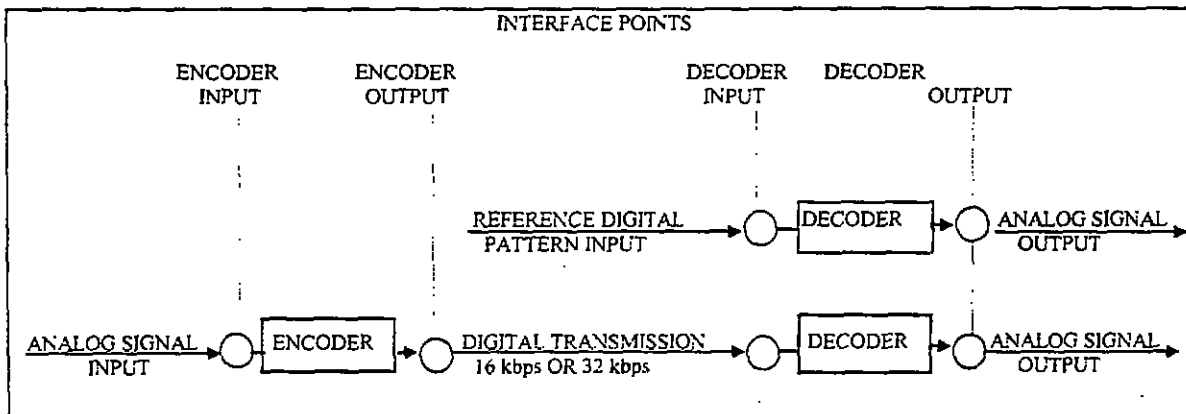 INTERFACE POINTS
ENCODER INPUT
ENCODER OUTPUT
DECODER INPUT
DECODER OUTPUT
REFERENCE DIGITAL
PATTERN INPUT
DECODER
ANALOG SIGNAL
OUTPUT
ANALOG SIGNAL
INPUT
ENCODER
DIGITAL TRANSMISSION
16 kbps OR 32 kbps
DECODER
ANALOG SIGNAL
OUTPUT